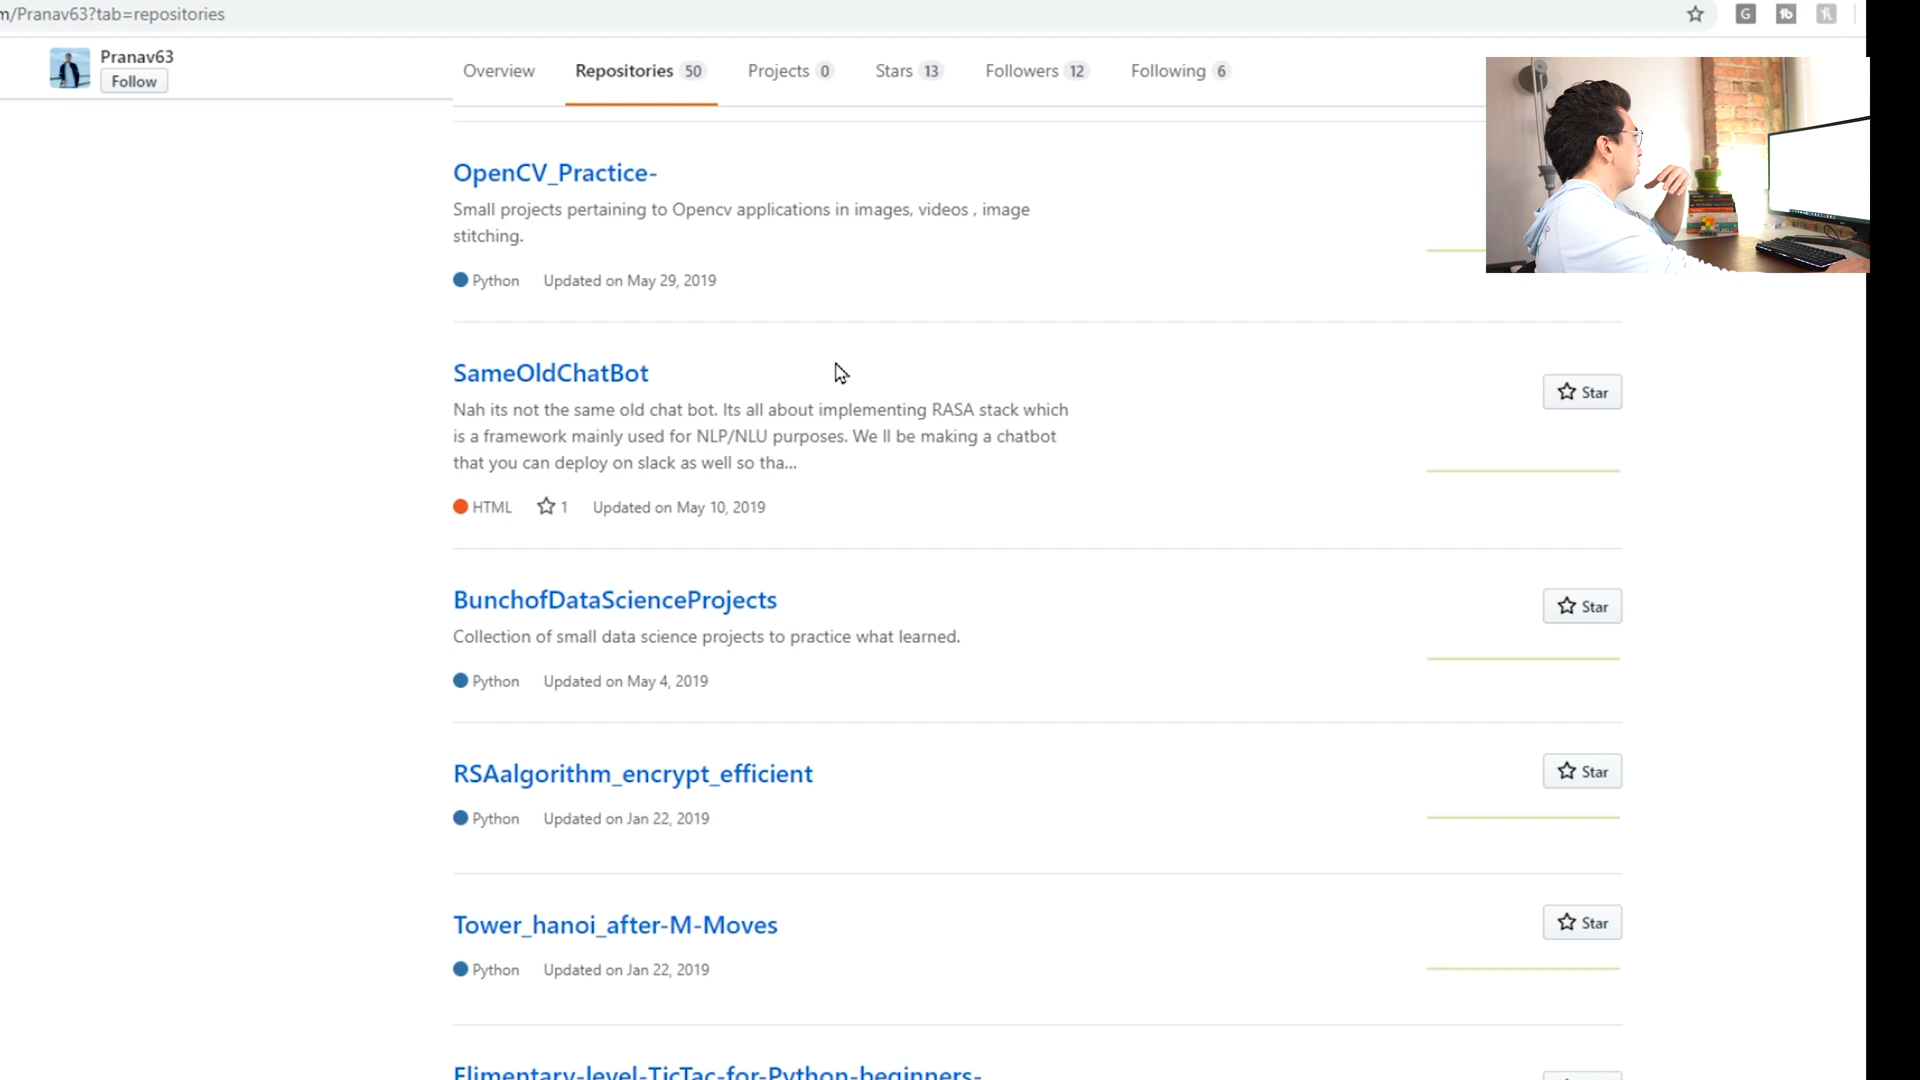 m/Pranav63?tab=repositories
Pranav63
Follow
Overview
Repositories 50
Projects 0
Stars 13
Followers 12
Following 6
OpenCV_Practice-
Small projects pertaining to Opencv applications in images, videos , image
stitching.
Python Updated on May 29, 2019
SameOldChatBot
Star
Nah its not the same old chat bot. Its all about implementing RASA stack which
is a framework mainly used for NLP/NLU purposes. We ll be making a chatbot
that you can deploy on slack as well so tha...
HTML 1 Updated on May 10, 2019
BunchofDataScienceProjects
Star
Collection of small data science projects to practice what learned.
Python Updated on May 4, 2019
RSAalgorithm_encrypt_efficient
Star
Python Updated on Jan 22, 2019
Tower_hanoi_after-M-Moves
Star
Python Updated on Jan 22, 2019
Elimentary-level-TicTac-for-Python-beginners-